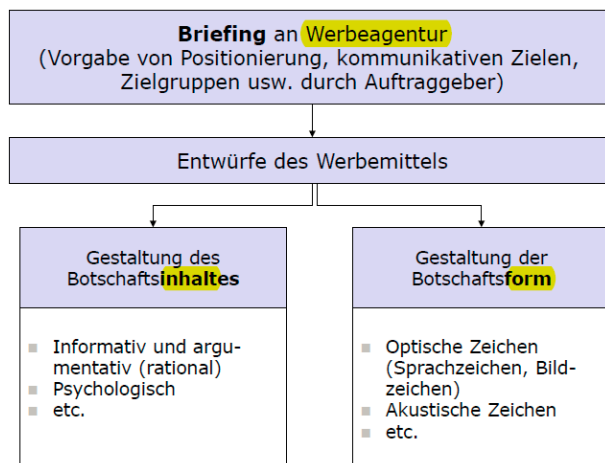 Briefing an Werbeagentur
(Vorgabe von Positionierung, kommunikativen Zielen,
Zielgruppen usw. durch Auftraggeber)
Entwürfe des Werbemittels
Gestaltung des
Botschaftsinhaltes
Informativ und argu-
mentativ (rational)
Psychologisch
etc.
Gestaltung der
Botschaftsform
Optische Zeichen
(Sprachzeichen, Bild-
zeichen)
Akustische Zeichen
etc.